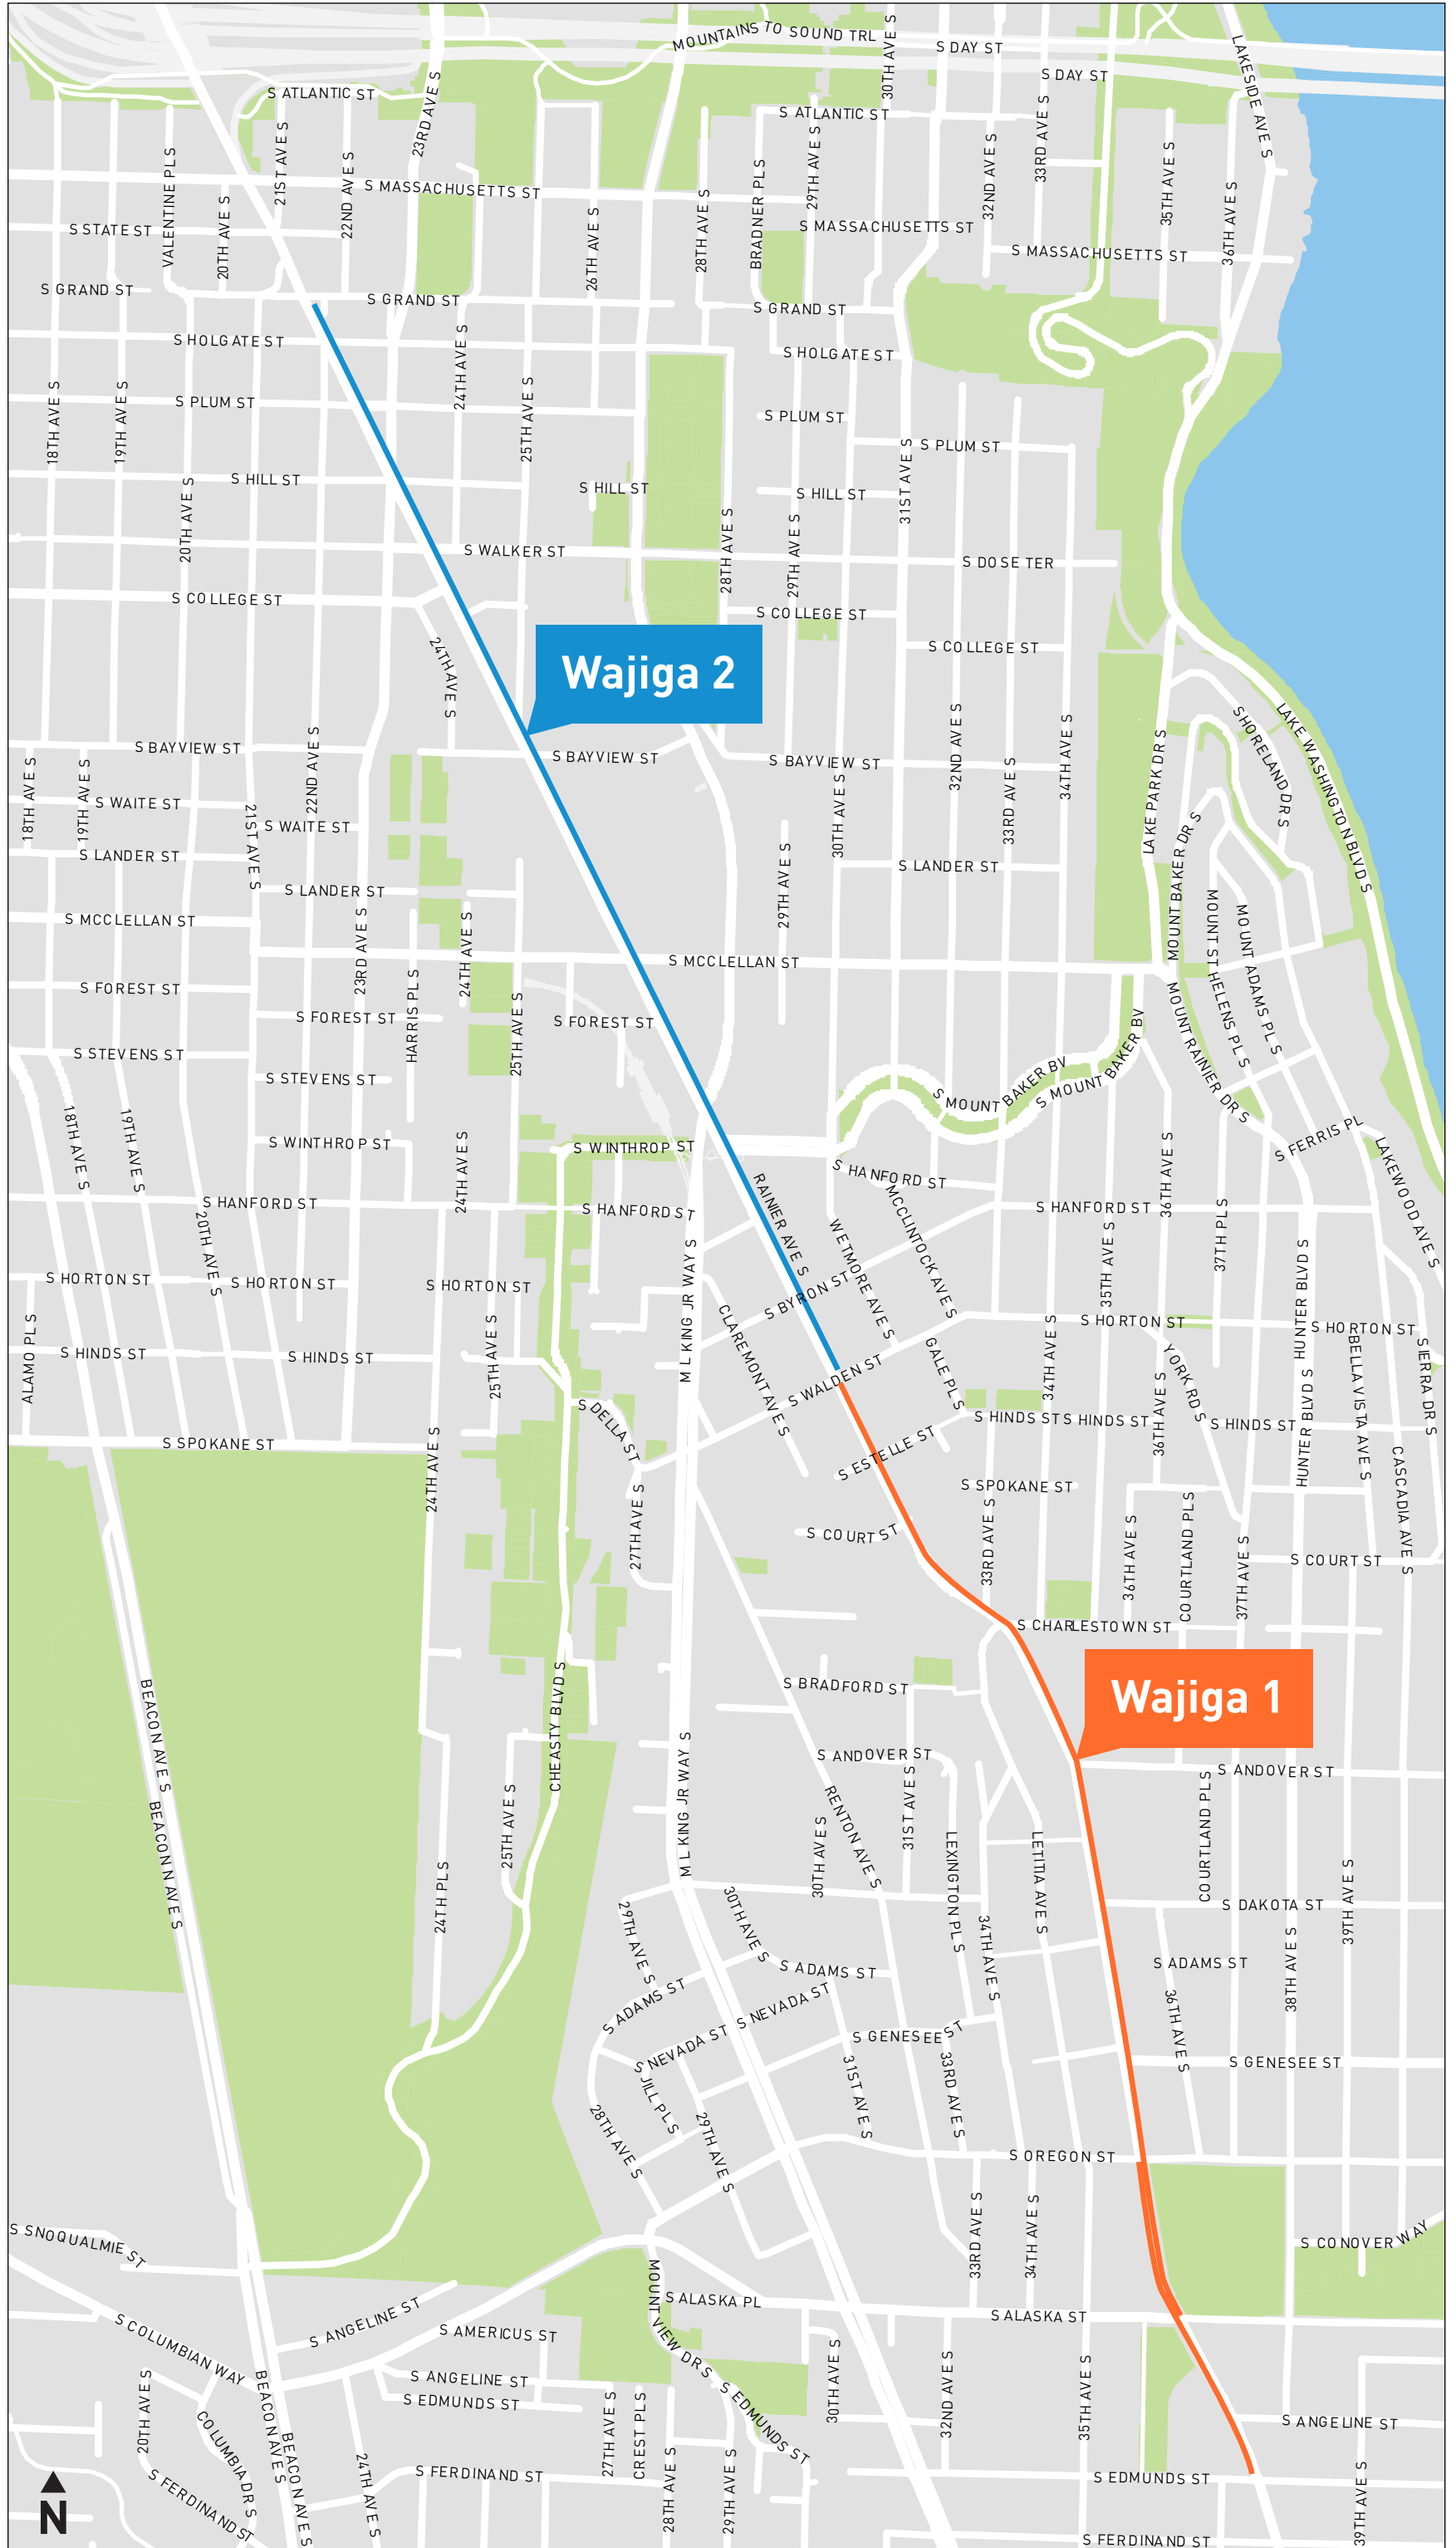 MOUNTAINS TO SOUND TRL
S DAY ST
30TH AVE S
LAKESIDE AVE S
S DAY ST
S ATLANTIC ST
23RD AVE S
S ATLANTIC ST
33RD AVE S
21ST AVE S
22ND AVE S
VALENTINE PL S
20TH AVE S
S MASSACHUSETTS ST
26TH AVE S
28TH AVE S
BRADNER PL S
29TH AVE S
32ND AVE S
35TH AVE S
36TH AVE S
S STATE ST
S MASSACHUSETTS ST
S MASSACHUSETTS ST
S GRAND ST
S GRAND ST
S GRAND ST
S HOLGATE ST
S HOLGATE ST
24TH AVE S
25TH AVE S
18TH AVE S
19TH AVE S
S PLUM ST
S PLUM ST
S PLUM ST
31ST AVE S
S HILL ST
S HILL ST
S HILL ST
20TH AVE S
28TH AVE S
29TH AVE S
S WALKER ST
S DOSE TER
S COLLEGE ST
S COLLEGE ST
S COLLEGE ST
24TH AVE S
Wajiga 2
32ND AVE S
34TH AVE S
LAKE PARK DR S
SHORELAND DR S
LAKE WASHINGTON BLVD S
S BAYVIEW ST
S BAYVIEW ST
S BAYVIEW ST
18TH AVE S
19TH AVE S
22ND AVE S
30TH AVE S
33RD AVE S
S WAITE ST
S WAITE ST
21ST AVE S
MOUNT BAKER DR S
S LANDER ST
S LANDER ST
S LANDER ST
29TH AVE S
S MCCLELLAN ST
S MCCLELLAN ST
23RD AVE S
24TH AVE S
MOUNT ST HELENS PL S
MOUNT ADAMS PL S
S FOREST ST
S FOREST ST
S FOREST ST
HARRIS PL S
25TH AVE S
MOUNT RAINIER DR S
S STEVENS ST
S STEVENS ST
S MOUNT BAKER BV
S MOUNT BAKER BV
18TH AVE S
19TH AVE S
S WINTHROP ST
24TH AVE S
S WINTHROP ST
S FERRIS PL
LAKEWOOD AVE S
36TH AVE S
S HANFORD ST
S HANFORD ST
S HANFORD ST
S HANFORD ST
RAINIER AVE S
MCCLINTOCK AVE S
WETMORE AVE S
20TH AVE S
35TH AVE S
37TH PL S
HUNTER BLVD S
S HORTON ST
S HORTON ST
S HORTON ST
M L KING JR WAY S
S BYRON ST
S HORTON ST
S HORTON ST
ALAMO PL S
S HINDS ST
S HINDS ST
25TH AVE S
CLAREMONT AVE S
S WALDEN ST
GALE PL S
34TH AVE S
YORK RD S
36TH AVE S
BELLA VISTA AVE S
SIERRA DR S
HUNTER BLVD S
S HINDS ST
S HINDS ST
S HINDS ST
S DELLA ST
S SPOKANE ST
24TH AVE S
S ESTELLE ST
S SPOKANE ST
CASCADIA AVE S
27TH AVE S
S COURT ST
33RD AVE S
36TH AVE S
COURTLAND PL S
37TH AVE S
S COURT ST
S CHARLESTOWN ST
Wajiga 1
BEACON AVE S
CHEASTY BLVD S
S BRADFORD ST
S ANDOVER ST
S ANDOVER ST
M L KING JR WAY S
RENTON AVE S
31ST AVE S
COURTLAND PL S
BEACON AVE S
25TH AVE S
30TH AVE S
LEXINGTON PL S
LETITIA AVE S
24TH PL S
39TH AVE S
29TH AVE S
30TH AVE S
34TH AVE S
S DAKOTA ST
S ADAMS ST
S ADAMS ST
S ADAMS ST
38TH AVE S
36TH AVE S
S NEVADA ST
S NEVADA ST
S GENESEE ST
S GENESEE ST
JILL PL S
31ST AVE S
33RD AVE S
28TH AVE S
29TH AVE S
S OREGON ST
33RD AVE S
34TH AVE S
S SNOQUALMIE ST
S CONOVER WAY
MOUNT VIEW DR S
S ALASKA PL
S ALASKA ST
S COLUMBIAN WAY
S ANGELINE ST
S AMERICUS ST
S ANGELINE ST
S EDMUNDS ST
S EDMUNDS ST
30TH AVE S
32ND AVE S
35TH AVE S
20TH AVE S
COLUMBIA DR S
BEACON AVE S
BEACON AVE S
24TH AVE S
27TH AVE S
CREST PL S
28TH AVE S
29TH AVE S
S ANGELINE ST
39TH AVE S
S FERDINAND ST
S FERDINAND ST
S EDMUNDS ST
S FERDINAND ST
N